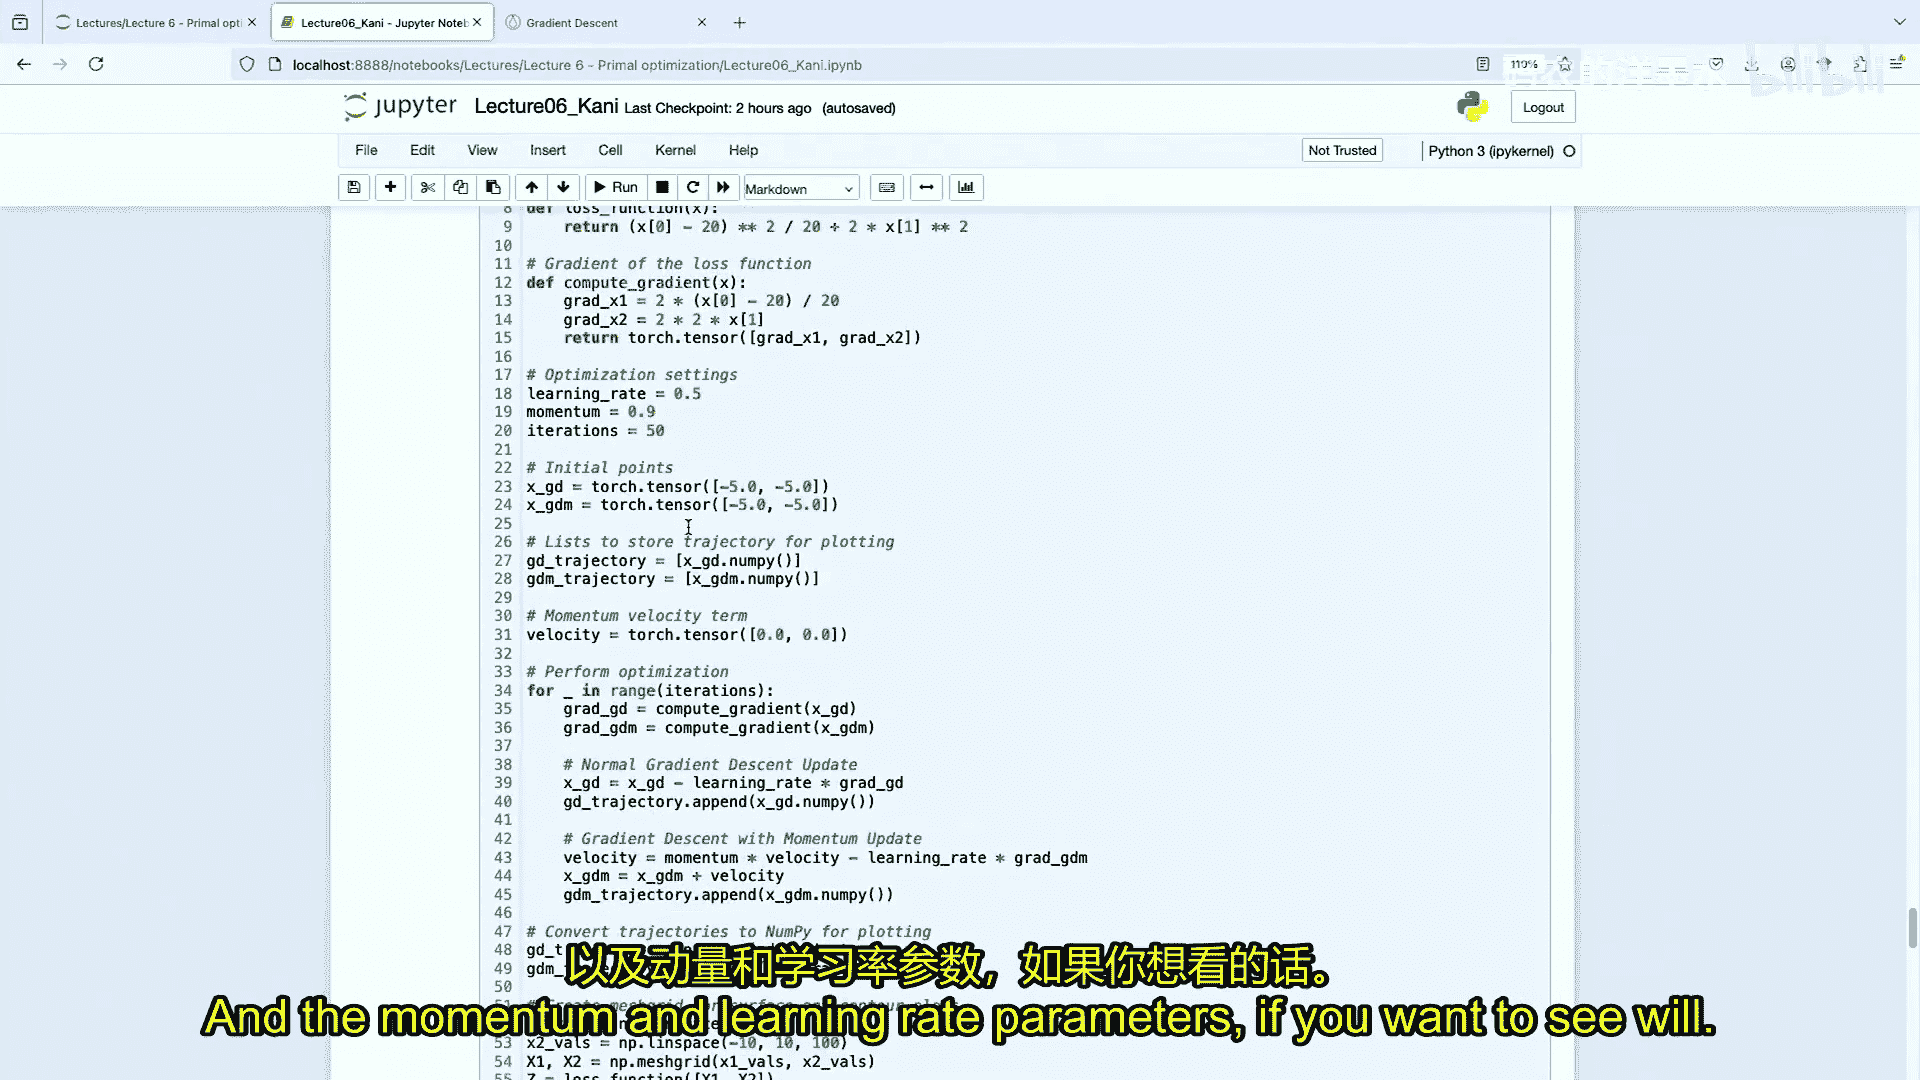 Lectures/Lecture 6 - Primal opti
Lecture06_Kani - Jupyter Noteb
Gradient Descent
localhost:8888/notebooks/Lectures/Lecture 6 - Primal optimization/Lecture06_Kani.ipynb
110%
jupyter Lecture06_Kani Last Checkpoint: 2 hours ago (autosaved)
Logout
File Edit View Insert Cell Kernel Help
Not Trusted
Python 3 (ipykernel)
Run
Markdown
8 def loss_function(x):
9 return (x[0] - 20) ** 2 / 20 + 2 * x[1] ** 2
10
11 # Gradient of the loss function
12 def compute_gradient(x):
13 grad_x1 = 2 * (x[0] - 20) / 20
14 grad_x2 = 2 * 2 * x[1]
15 return torch.tensor([grad_x1, grad_x2])
16
17 # Optimization settings
18 learning_rate = 0.5
19 momentum = 0.9
20 iterations = 50
21
22 # Initial points
23 x_gd = torch.tensor([-5.0, -5.0])
24 x_gdm = torch.tensor([-5.0, -5.0])
25
26 # Lists to store trajectory for plotting
27 gd_trajectory = [x_gd.numpy()]
28 gdm_trajectory = [x_gdm.numpy()]
29
30 # Momentum velocity term
31 velocity = torch.tensor([0.0, 0.0])
32
33 # Perform optimization
34 for _ in range(iterations):
35 grad_gd = compute_gradient(x_gd)
36 grad_gdm = compute_gradient(x_gdm)
37
38 # Normal Gradient Descent Update
39 x_gd = x_gd - learning_rate * grad_gd
40 gd_trajectory.append(x_gd.numpy())
41
42 # Gradient Descent with Momentum Update
43 velocity = momentum * velocity - learning_rate * grad_gdm
44 x_gdm = x_gdm + velocity
45 gdm_trajectory.append(x_gdm.numpy())
46
47 # Convert trajectories to NumPy for plotting
48 gd_t
49 gdm_
50
以及动量和学习率参数，如果你想看的话。
And the momentum and learning rate parameters, if you want to see will.
53 x2_vals = np.linspace(-10, 10, 100)
54 X1, X2 = np.meshgrid(x1_vals, x2_vals)
55 Z = loss_function([X1, X2])